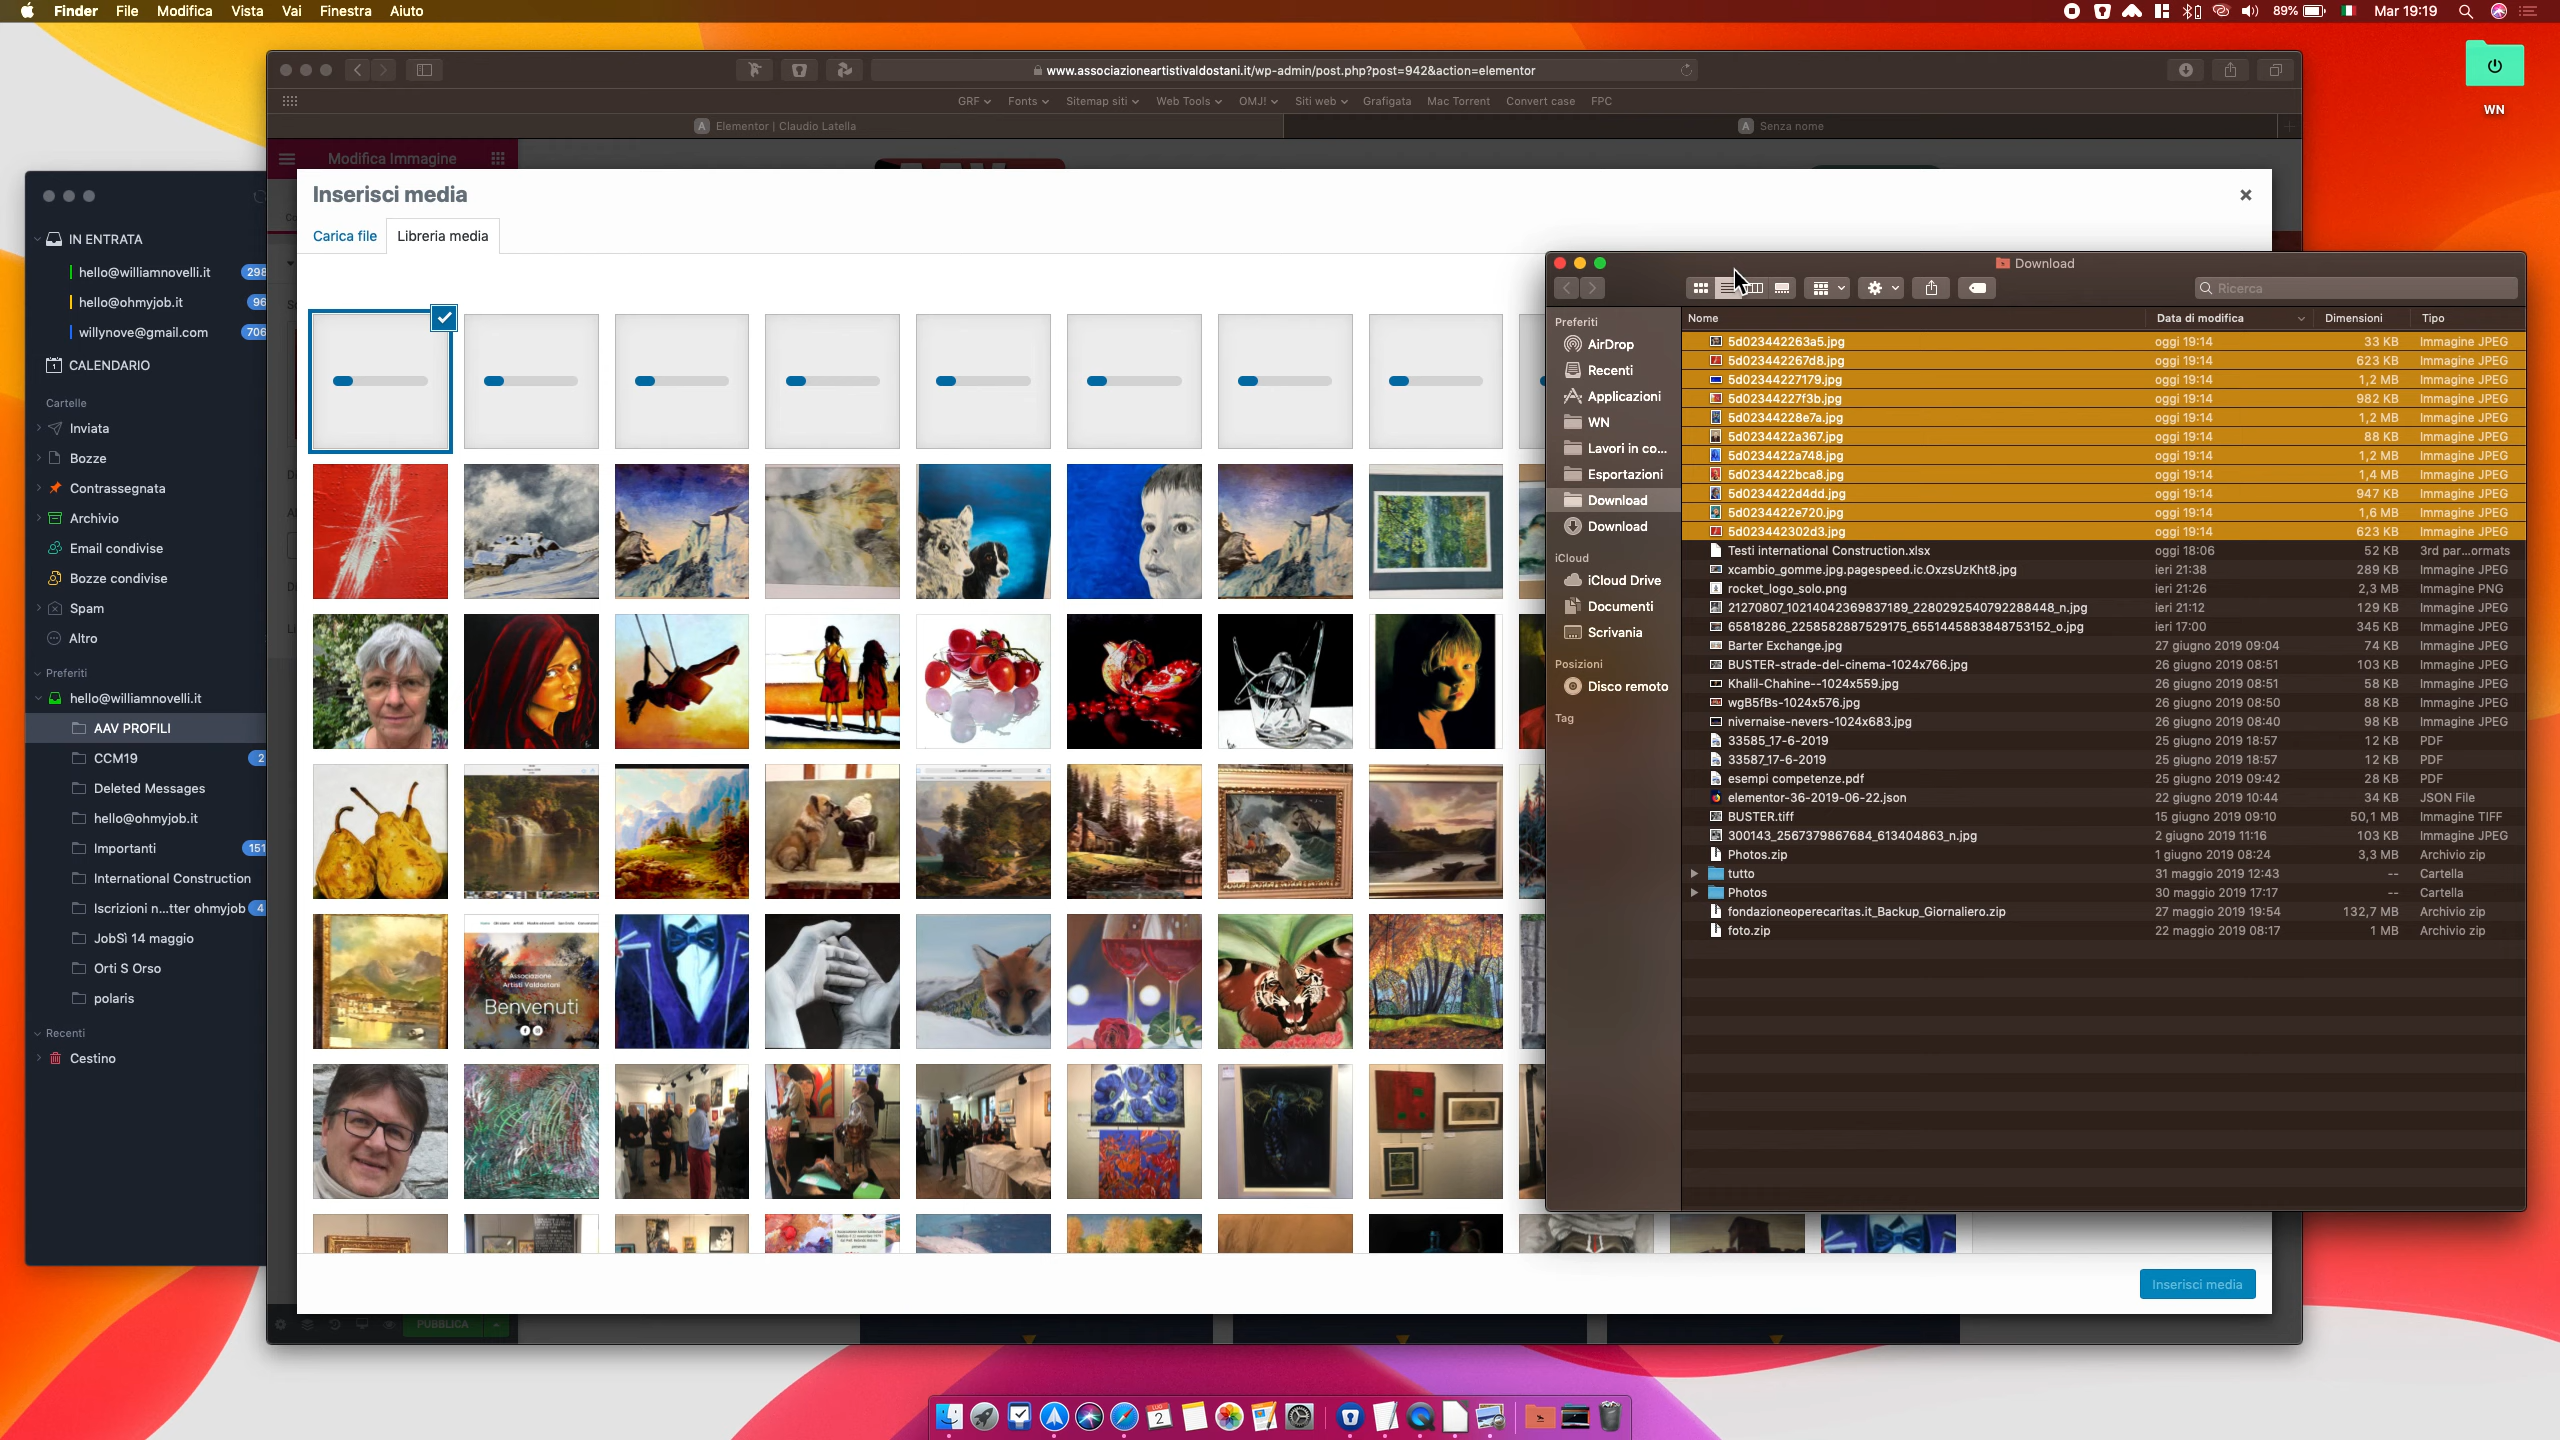 Finder File Modifica Vista Vai Finestra Aiuto
89% Mar 19:19
WN
www.associazioneartistivaldostani.it/wp-admin/post.php?post=942&action=elementor
GRF Fonts Sitemap siti Web Tools OMJ! Siti web Grafigata Mac Torrent Convert case FPC
Elementor | Claudio Latella
Senza nome
Modifica Immagine
IN ENTRATA
hello@williamnovelli.it 298
hello@ohmyjob.it 96
willynove@gmail.com 706
CALENDARIO
Cartelle
Inviata
Bozze
Contrassegnata
Archivio
Email condivise
Bozze condivise
Spam
Altro
Preferiti
hello@williamnovelli.it
AAV PROFILI
CCM19 2
Deleted Messages
hello@ohmyjob.it
Importanti 151
International Construction
Iscrizioni n...tter ohmyjob 4
JobSì 14 maggio
Orti S Orso
polaris
Recenti
Cestino
Inserisci media
Carica file
Libreria media
Associazione
Artisti Valdostani
Benvenuti
Inserisci media
PUBBLICA
Download
Ricerca
Preferiti
AirDrop
Recenti
Applicazioni
WN
Lavori in co...
Esportazioni
Download
Download
iCloud
iCloud Drive
Documenti
Scrivania
Posizioni
Disco remoto
Tag
Nome Data di modifica Dimensioni Tipo
5d023442263a5.jpg oggi 19:14 33 KB Immagine JPEG
5d023442267d8.jpg oggi 19:14 623 KB Immagine JPEG
5d02344227179.jpg oggi 19:14 1,2 MB Immagine JPEG
5d02344227f3b.jpg oggi 19:14 982 KB Immagine JPEG
5d02344228e7a.jpg oggi 19:14 1,2 MB Immagine JPEG
5d0234422a367.jpg oggi 19:14 88 KB Immagine JPEG
5d0234422a748.jpg oggi 19:14 1,2 MB Immagine JPEG
5d0234422bca8.jpg oggi 19:14 1,4 MB Immagine JPEG
5d0234422d4dd.jpg oggi 19:14 947 KB Immagine JPEG
5d0234422e720.jpg oggi 19:14 1,6 MB Immagine JPEG
5d023442302d3.jpg oggi 19:14 623 KB Immagine JPEG
Testi international Construction.xlsx oggi 18:06 52 KB 3rd par...ormats
xcambio_gomme.jpg.pagespeed.ic.OxzsUzKht8.jpg ieri 21:38 289 KB Immagine JPEG
rocket_logo_solo.png ieri 21:26 2,3 MB Immagine PNG
21270807_10214042369837189_2280292540792288448_n.jpg ieri 21:12 129 KB Immagine JPEG
65818286_2258582887529175_6551445883848753152_o.jpg ieri 17:00 345 KB Immagine JPEG
Barter Exchange.jpg 27 giugno 2019 09:04 74 KB Immagine JPEG
BUSTER-strade-del-cinema-1024x766.jpg 26 giugno 2019 08:51 103 KB Immagine JPEG
Khalil-Chahine--1024x559.jpg 26 giugno 2019 08:51 58 KB Immagine JPEG
wgB5fBs-1024x576.jpg 26 giugno 2019 08:50 88 KB Immagine JPEG
nivernaise-nevers-1024x683.jpg 26 giugno 2019 08:40 98 KB Immagine JPEG
33585_17-6-2019 25 giugno 2019 18:57 12 KB PDF
33587_17-6-2019 25 giugno 2019 18:57 12 KB PDF
esempi competenze.pdf 25 giugno 2019 09:42 28 KB PDF
elementor-36-2019-06-22.json 22 giugno 2019 10:44 34 KB JSON File
BUSTER.tiff 15 giugno 2019 09:10 50,1 MB Immagine TIFF
300143_2567379867684_613404863_n.jpg 2 giugno 2019 11:16 103 KB Immagine JPEG
Photos.zip 1 giugno 2019 08:24 3,3 MB Archivio zip
tutto 31 maggio 2019 12:43 -- Cartella
Photos 30 maggio 2019 17:17 -- Cartella
fondazioneoperecaritas.it_Backup_Giornaliero.zip 27 maggio 2019 19:54 132,7 MB Archivio zip
foto.zip 22 maggio 2019 08:17 1 MB Archivio zip
LUG
2